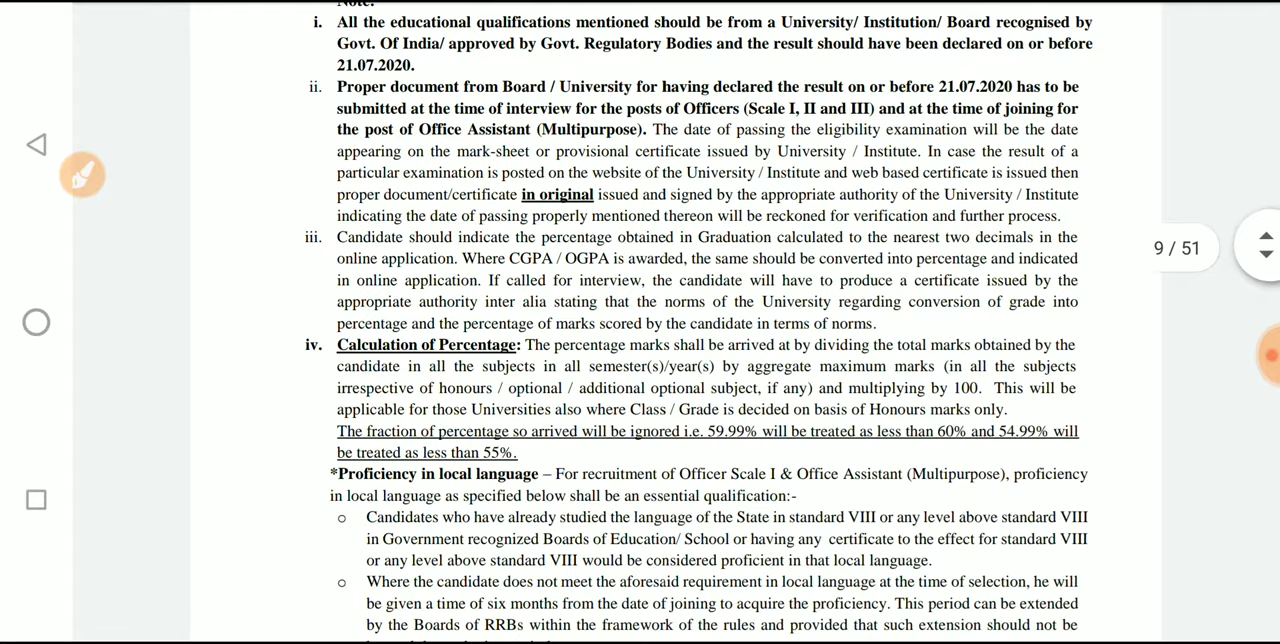 Note:
i. All the educational qualifications mentioned should be from a University/ Institution/ Board recognised by
Govt. Of India/ approved by Govt. Regulatory Bodies and the result should have been declared on or before
21.07.2020.
ii. Proper document from Board / University for having declared the result on or before 21.07.2020 has to be
submitted at the time of interview for the posts of Officers (Scale I, II and III) and at the time of joining for
the post of Office Assistant (Multipurpose). The date of passing the eligibility examination will be the date
appearing on the mark-sheet or provisional certificate issued by University / Institute. In case the result of a
particular examination is posted on the website of the University / Institute and web based certificate is issued then
proper document/certificate in original issued and signed by the appropriate authority of the University / Institute
indicating the date of passing properly mentioned thereon will be reckoned for verification and further process.
iii. Candidate should indicate the percentage obtained in Graduation calculated to the nearest two decimals in the
online application. Where CGPA / OGPA is awarded, the same should be converted into percentage and indicated
in online application. If called for interview, the candidate will have to produce a certificate issued by the
appropriate authority inter alia stating that the norms of the University regarding conversion of grade into
percentage and the percentage of marks scored by the candidate in terms of norms.
iv. Calculation of Percentage: The percentage marks shall be arrived at by dividing the total marks obtained by the
candidate in all the subjects in all semester(s)/year(s) by aggregate maximum marks (in all the subjects
irrespective of honours / optional / additional optional subject, if any) and multiplying by 100. This will be
applicable for those Universities also where Class / Grade is decided on basis of Honours marks only.
The fraction of percentage so arrived will be ignored i.e. 59.99% will be treated as less than 60% and 54.99% will
be treated as less than 55%.
*Proficiency in local language – For recruitment of Officer Scale I & Office Assistant (Multipurpose), proficiency
in local language as specified below shall be an essential qualification:-
o Candidates who have already studied the language of the State in standard VIII or any level above standard VIII
in Government recognized Boards of Education/ School or having any certificate to the effect for standard VIII
or any level above standard VIII would be considered proficient in that local language.
o Where the candidate does not meet the aforesaid requirement in local language at the time of selection, he will
be given a time of six months from the date of joining to acquire the proficiency. This period can be extended
by the Boards of RRBs within the framework of the rules and provided that such extension should not be
9 / 51